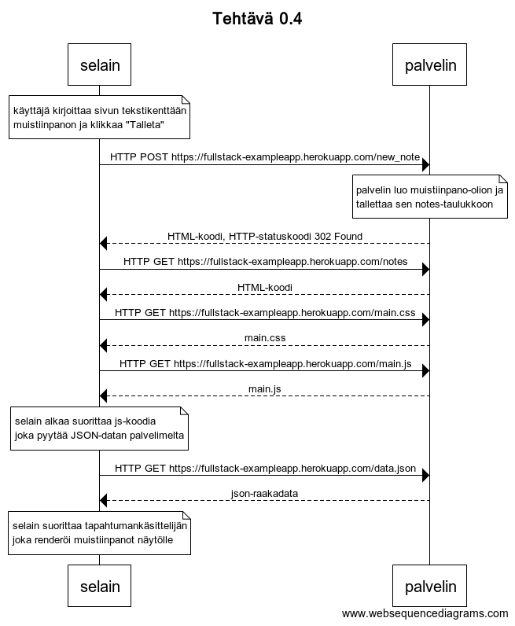 Tehtävä 0.4
selain
palvelin
käyttäjä kirjoittaa sivun tekstikenttään
muistiinpanon ja klikkaa "Talleta"
HTTP POST https://fullstack-exampleapp.herokuapp.com/new_note
palvelin luo muistiinpano-olion ja
tallettaa sen notes-taulukkoon
HTML-koodi, HTTP-statuskoodi 302 Found
HTTP GET https://fullstack-exampleapp.herokuapp.com/notes
HTML-koodi
HTTP GET https://fullstack-exampleapp.herokuapp.com/main.css
main.css
HTTP GET https://fullstack-exampleapp.herokuapp.com/main.js
main.js
selain alkaa suorittaa js-koodia
joka pyytää JSON-datan palvelimelta
HTTP GET https://fullstack-exampleapp.herokuapp.com/data.json
json-raakadata
selain suorittaa tapahtumankäsittelijän
joka renderöi muistiinpanot näytölle
selain
palvelin
www.websequencediagrams.com